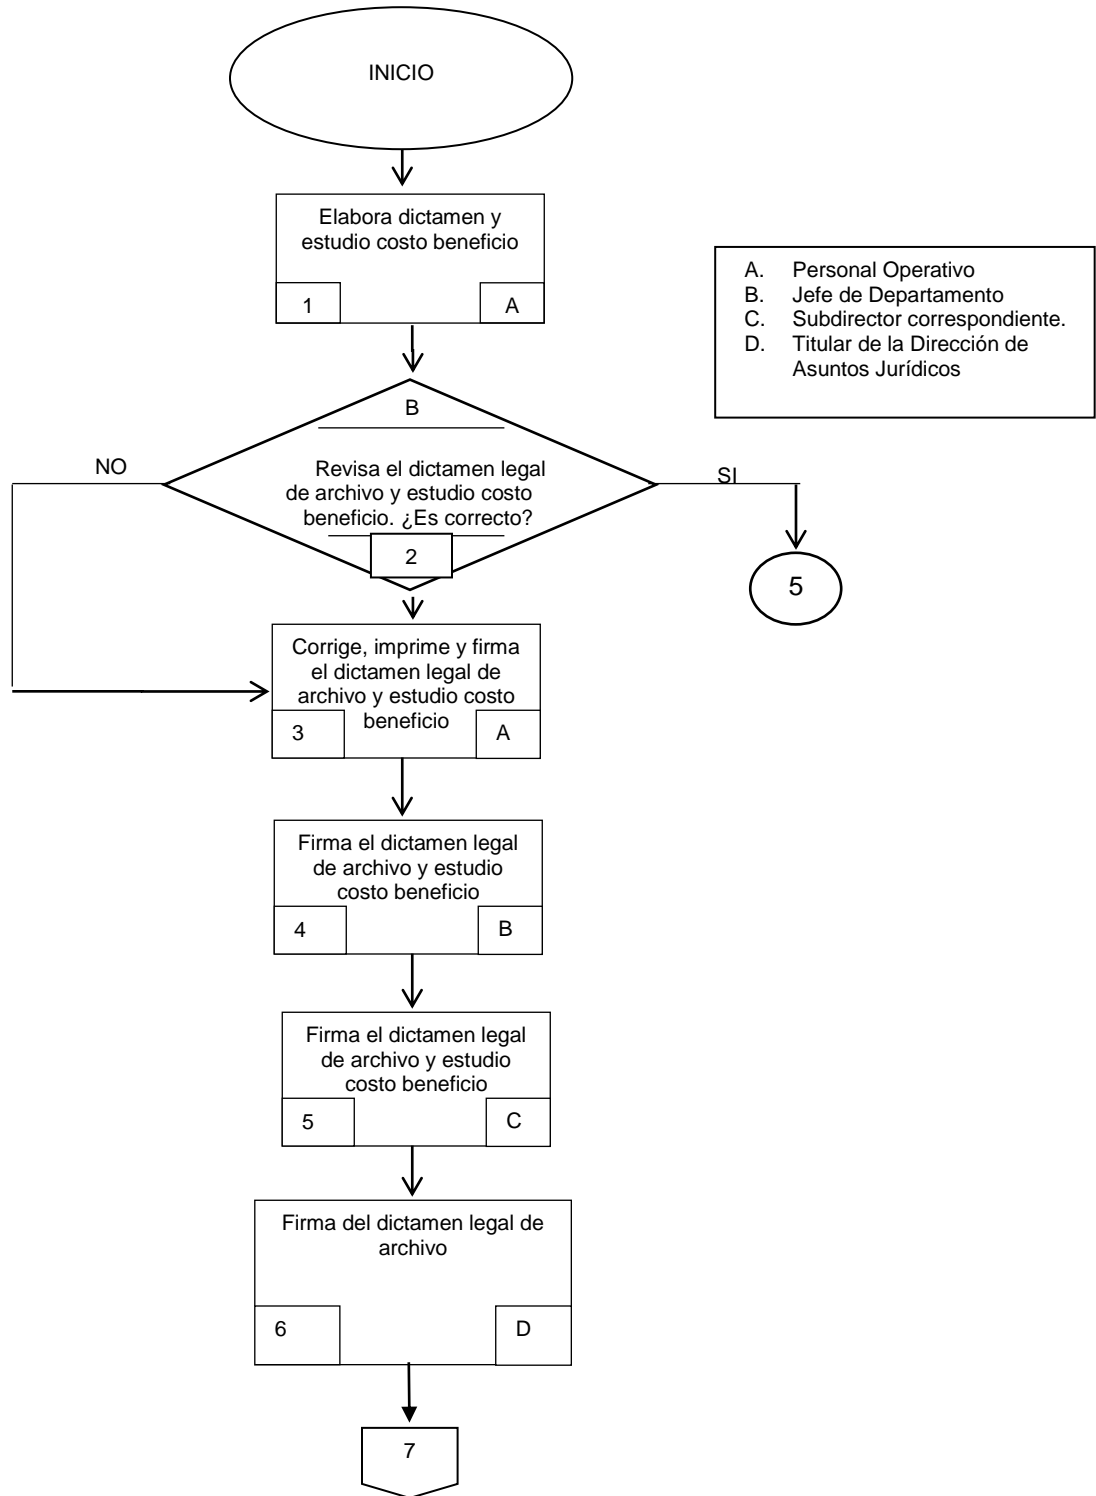 INICIO
Elabora dictamen y
estudio costo beneficio
1
A
A. Personal Operativo
B. Jefe de Departamento
C. Subdirector correspondiente.
D. Titular de la Dirección de
Asuntos Jurídicos
B
NO
Revisa el dictamen legal
de archivo y estudio costo
beneficio. ¿Es correcto?
SI
2
5
Corrige, imprime y firma
el dictamen legal de
archivo y estudio costo
beneficio
3
A
Firma el dictamen legal
de archivo y estudio
costo beneficio
4
B
Firma el dictamen legal
de archivo y estudio
costo beneficio
5
C
Firma del dictamen legal de
archivo
6
D
7